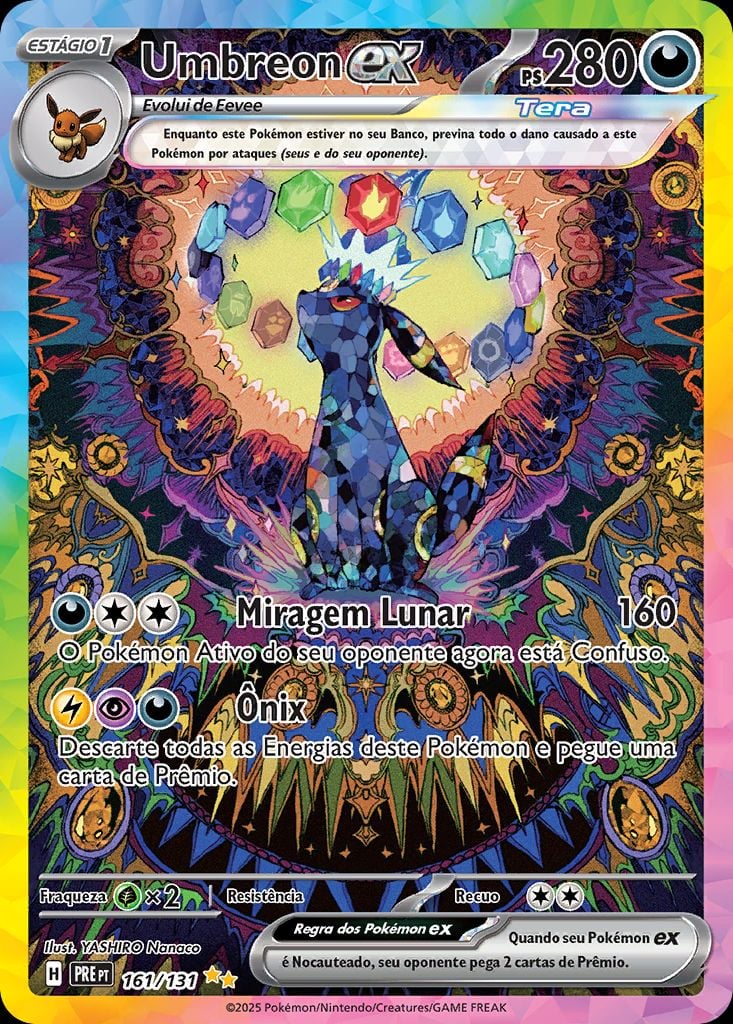 ESTÁGIO 1
Umbreon ex
PS 280
Evolui de Eevee
Tera
Enquanto este Pokémon estiver no seu Banco, previna todo o dano causado a este
Pokémon por ataques (seus e do seu oponente).
Miragem Lunar 160
O Pokémon Ativo do seu oponente agora está Confuso.
Ônix
Descarte todas as Energias deste Pokémon e pegue uma
carta de Prêmio.
Fraqueza ×2 Resistência Recuo
Ilust. YASHIRO Nanaco
H PRE PT 161/131
Regra dos Pokémon ex
Quando seu Pokémon ex
é Nocauteado, seu oponente pega 2 cartas de Prêmio.
©2025 Pokémon/Nintendo/Creatures/GAME FREAK